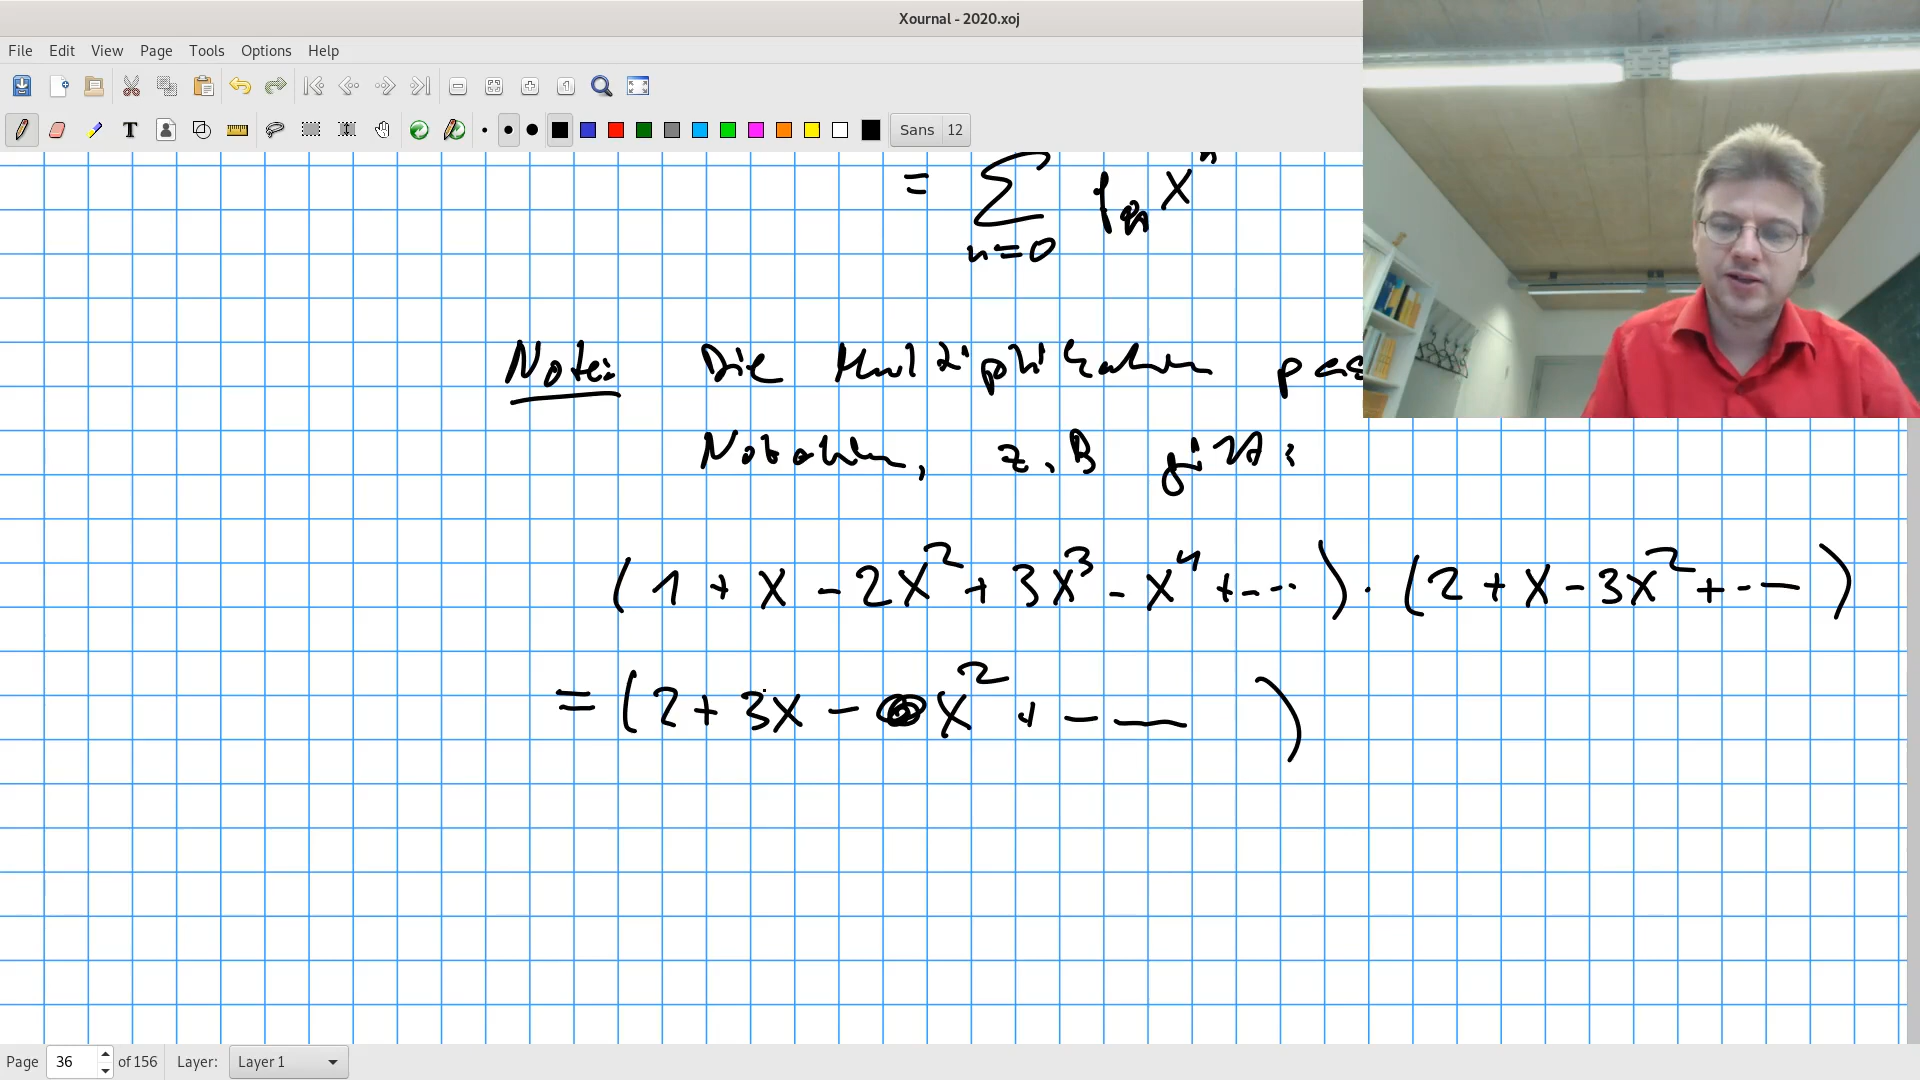 Xournal - 2020.xoj
File Edit View Page Tools Options Help
Sans 12
= ∑ X^n
n=0
Note: Die Multiplikation pass
Notation, z.B gilt:
(1 + X - 2X² + 3X³ - X⁴ + ---) · (2 + X - 3X² + ---)
= (2 + 3X - X² + ---)
Page 36 of 156 Layer: Layer 1